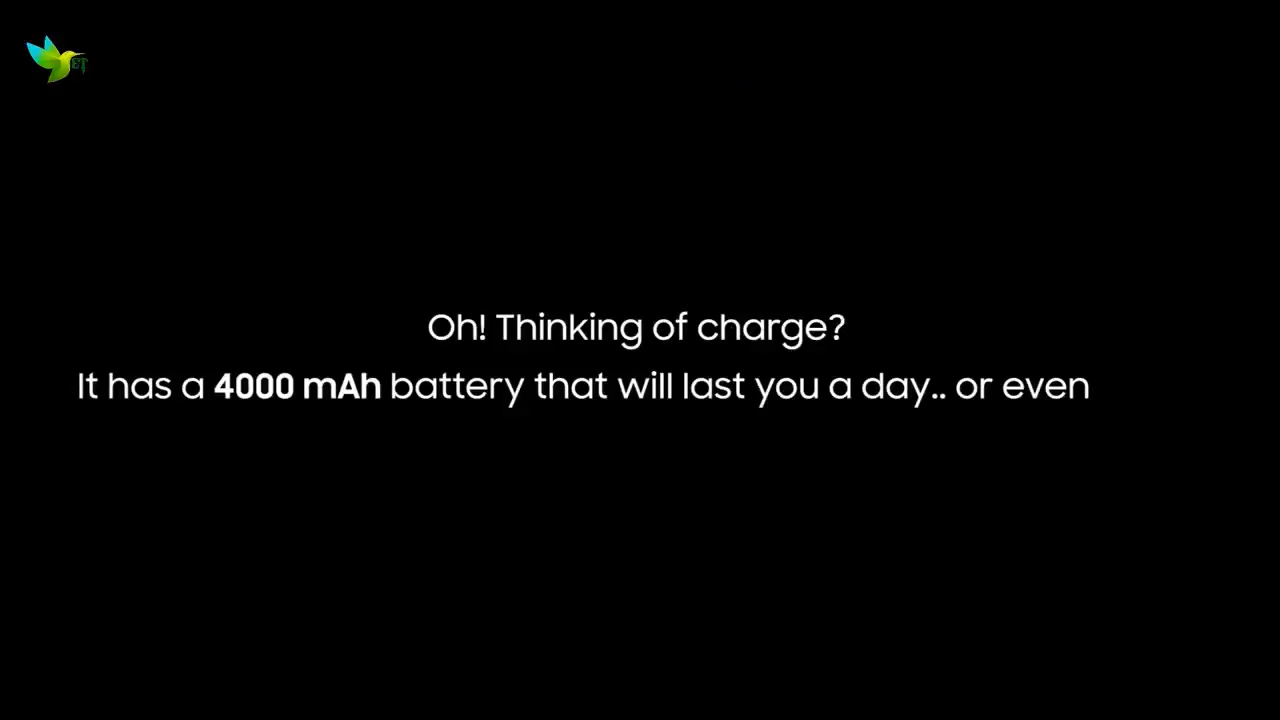 Oh! Thinking of charge?
It has a 4000 mAh battery that will last you a day.. or even